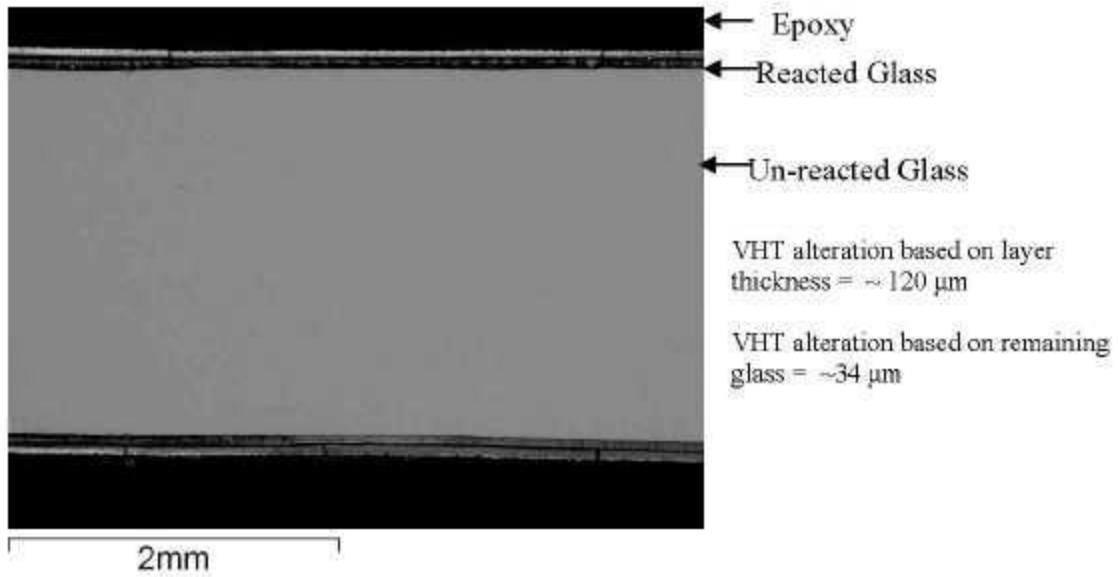 Epoxy
Reacted Glass
Un-reacted Glass
VHT alteration based on layer
thickness = ~ 120 µm
VHT alteration based on remaining
glass = ~34 µm
2mm